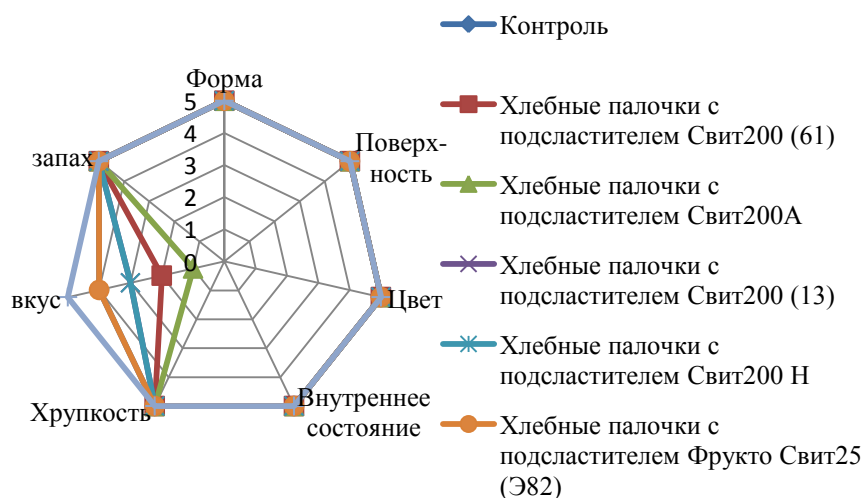 Форма
5
4
3
2
1
0
Поверх-
ность
Цвет
Внутреннее
состояние
Хрупкость
вкус
запах
Контроль
Хлебные палочки с
подсластителем Свит200 (61)
Хлебные палочки с
подсластителем Свит200А
Хлебные палочки с
подсластителем Свит200 (13)
Хлебные палочки с
подсластителем Свит200 Н
Хлебные палочки с
подсластителем Фрукто Свит25
(Э82)